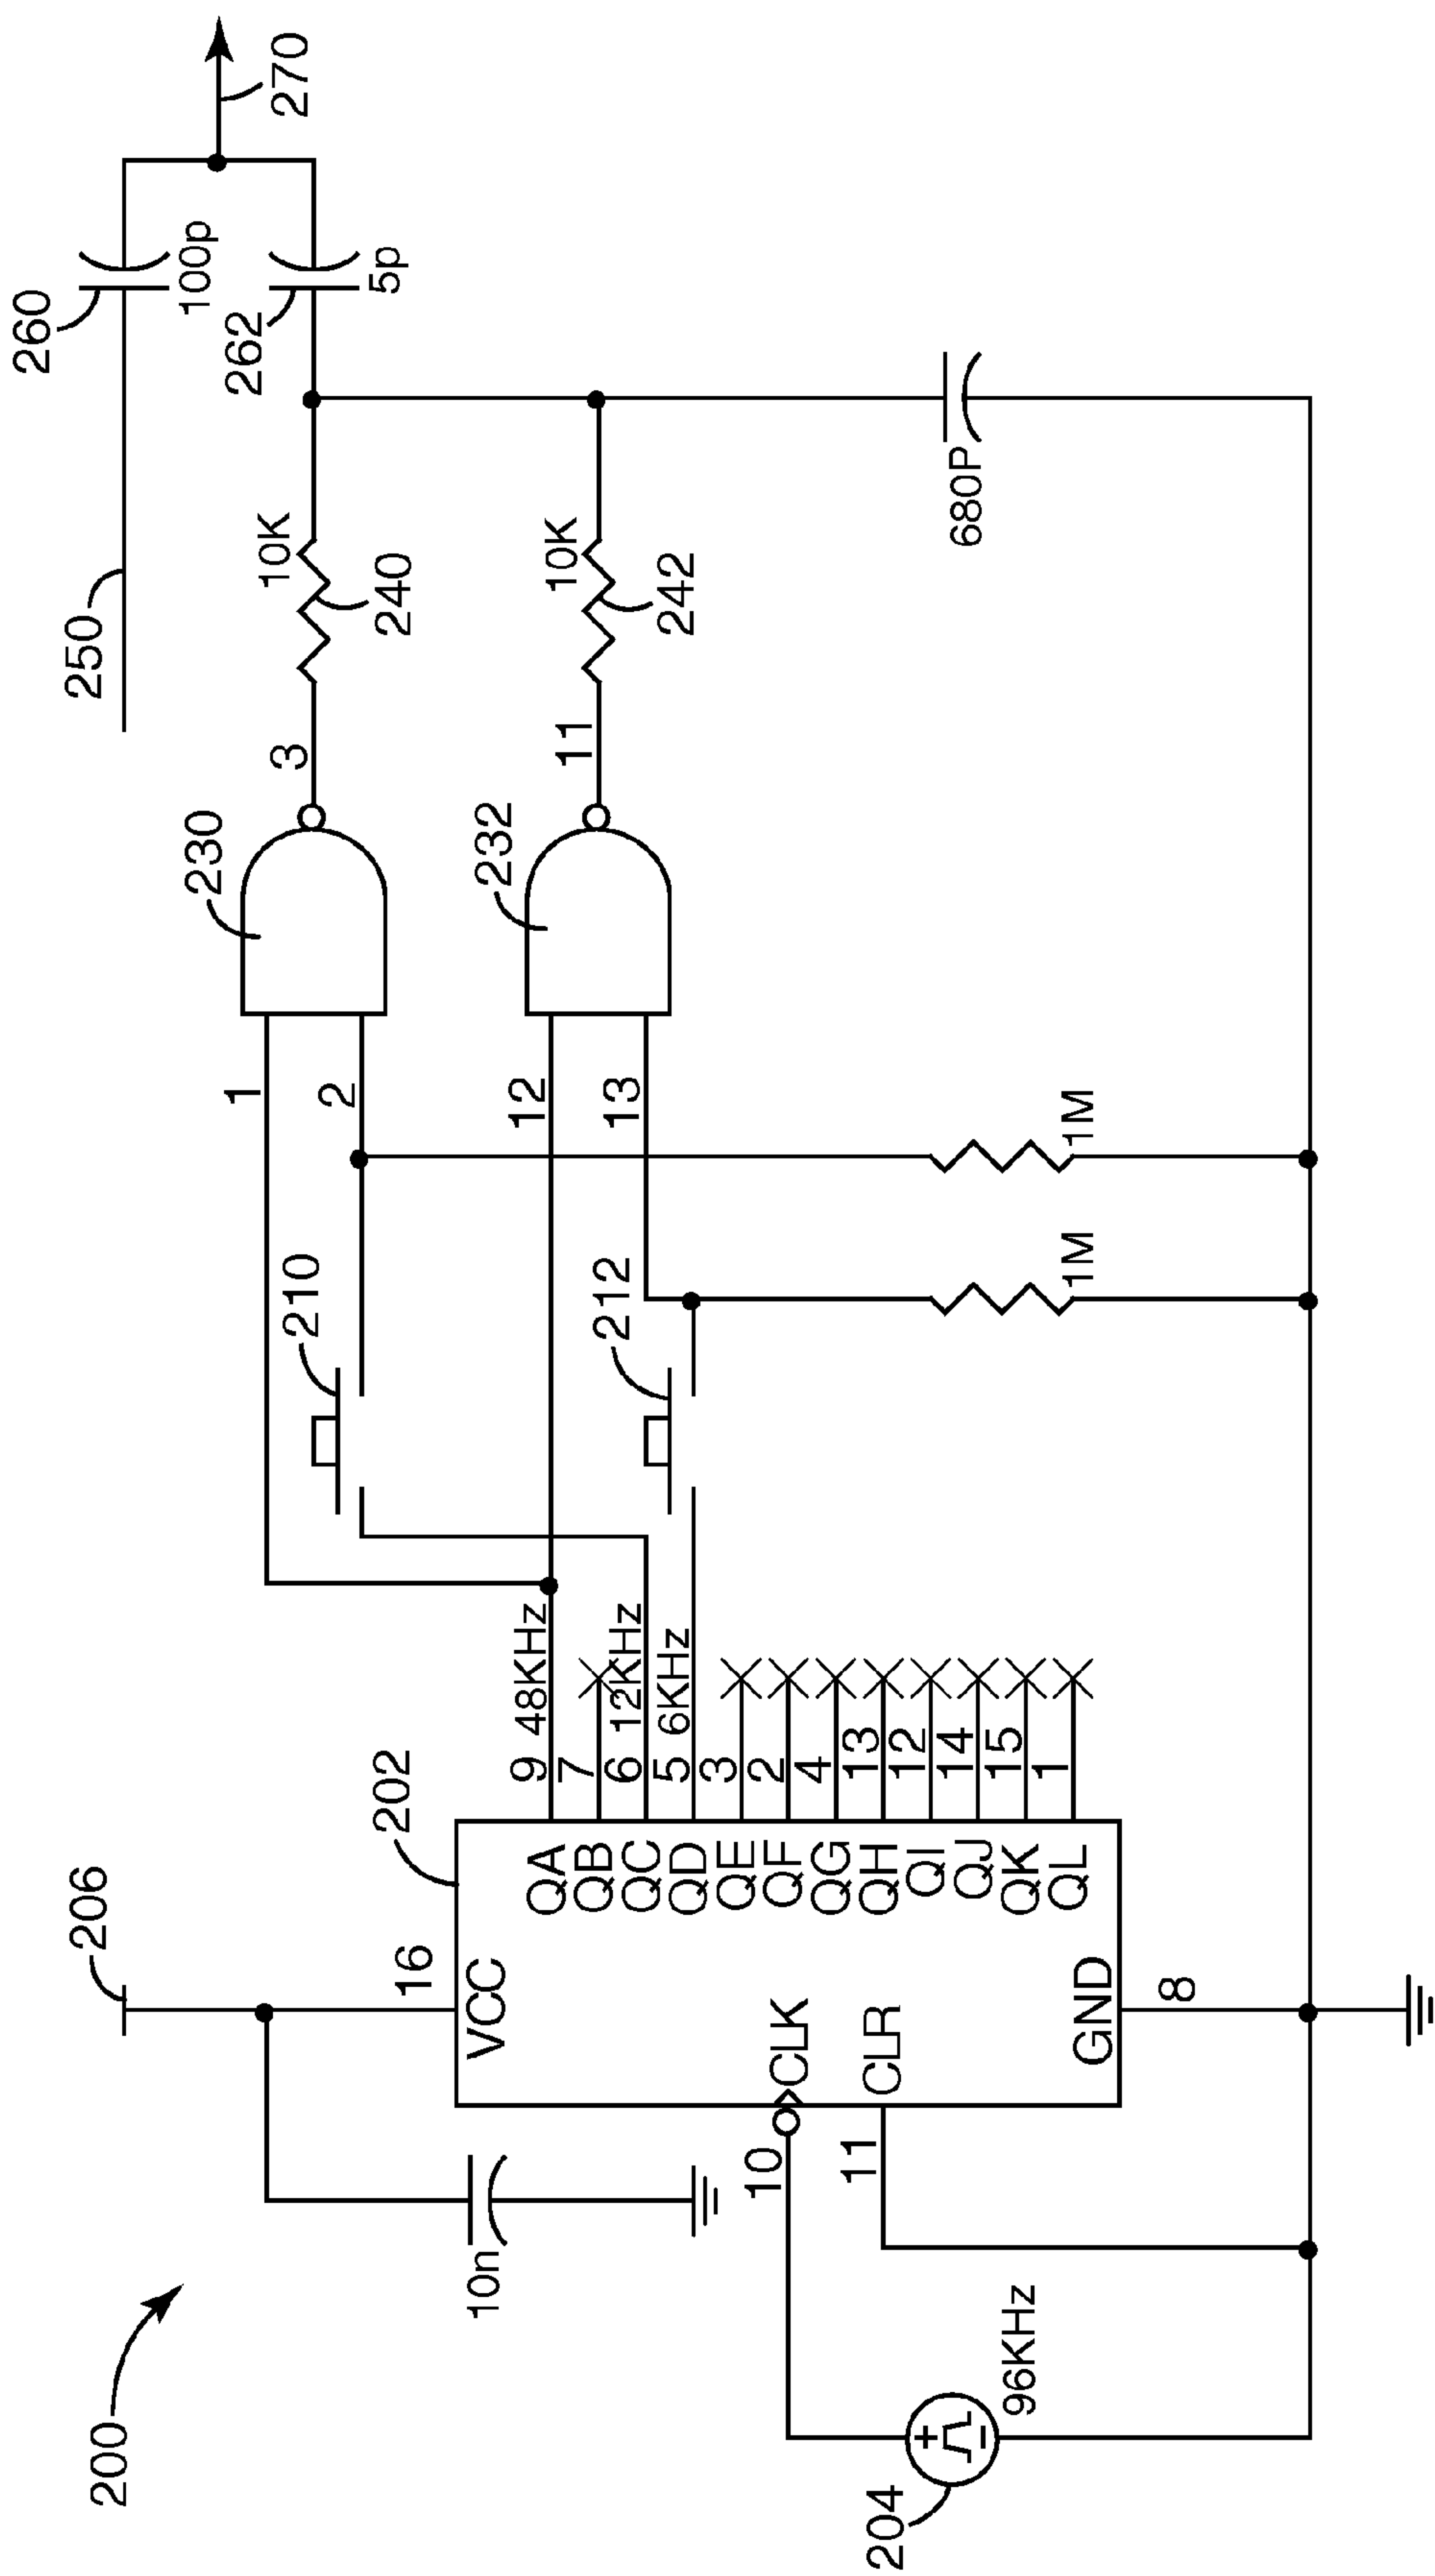 200
206
202
16
VCC
10n
10
CLK
11
CLR
GND
8
204
96KHz
QA
QB
QC
QD
QE
QF
QG
QH
QI
QJ
QK
QL
9
7
6
5
3
2
4
13
12
14
15
1
48KHz
12KHz
6KHz
210
212
1
2
12
13
1M
1M
230
232
3
11
10K
240
10K
242
680P
250
260
100p
262
5p
270